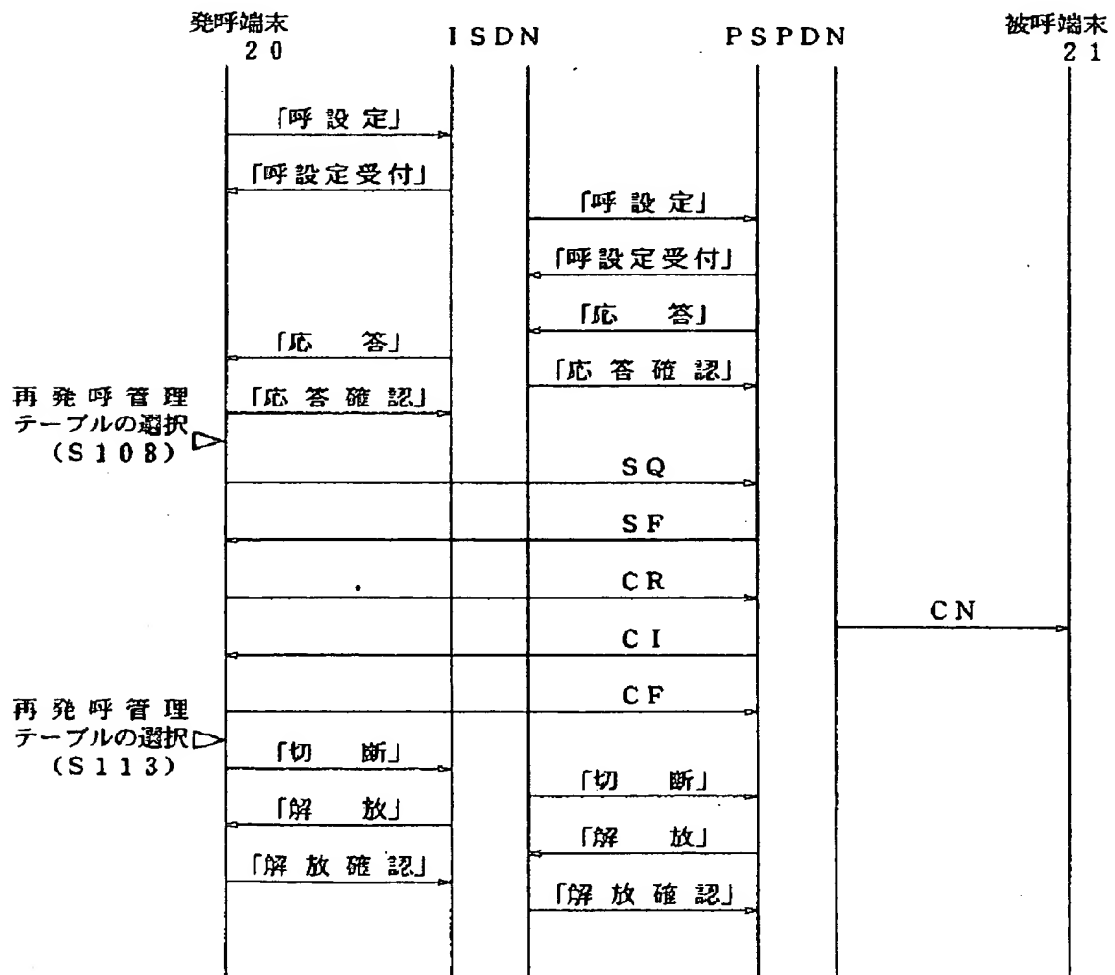 発呼端末
20
ISDN
PSPDN
被呼端末
21
「呼設定」
「呼設定受付」
「呼設定」
「呼設定受付」
「応 答」
「応 答」
「応答確認」
再発呼管理
テーブルの選択
(S108)
「応答確認」
SQ
SF
CR
CN
CI
CF
再発呼管理
テーブルの選択
(S113)
「切 断」
「切 断」
「解 放」
「解 放」
「解放確認」
「解放確認」